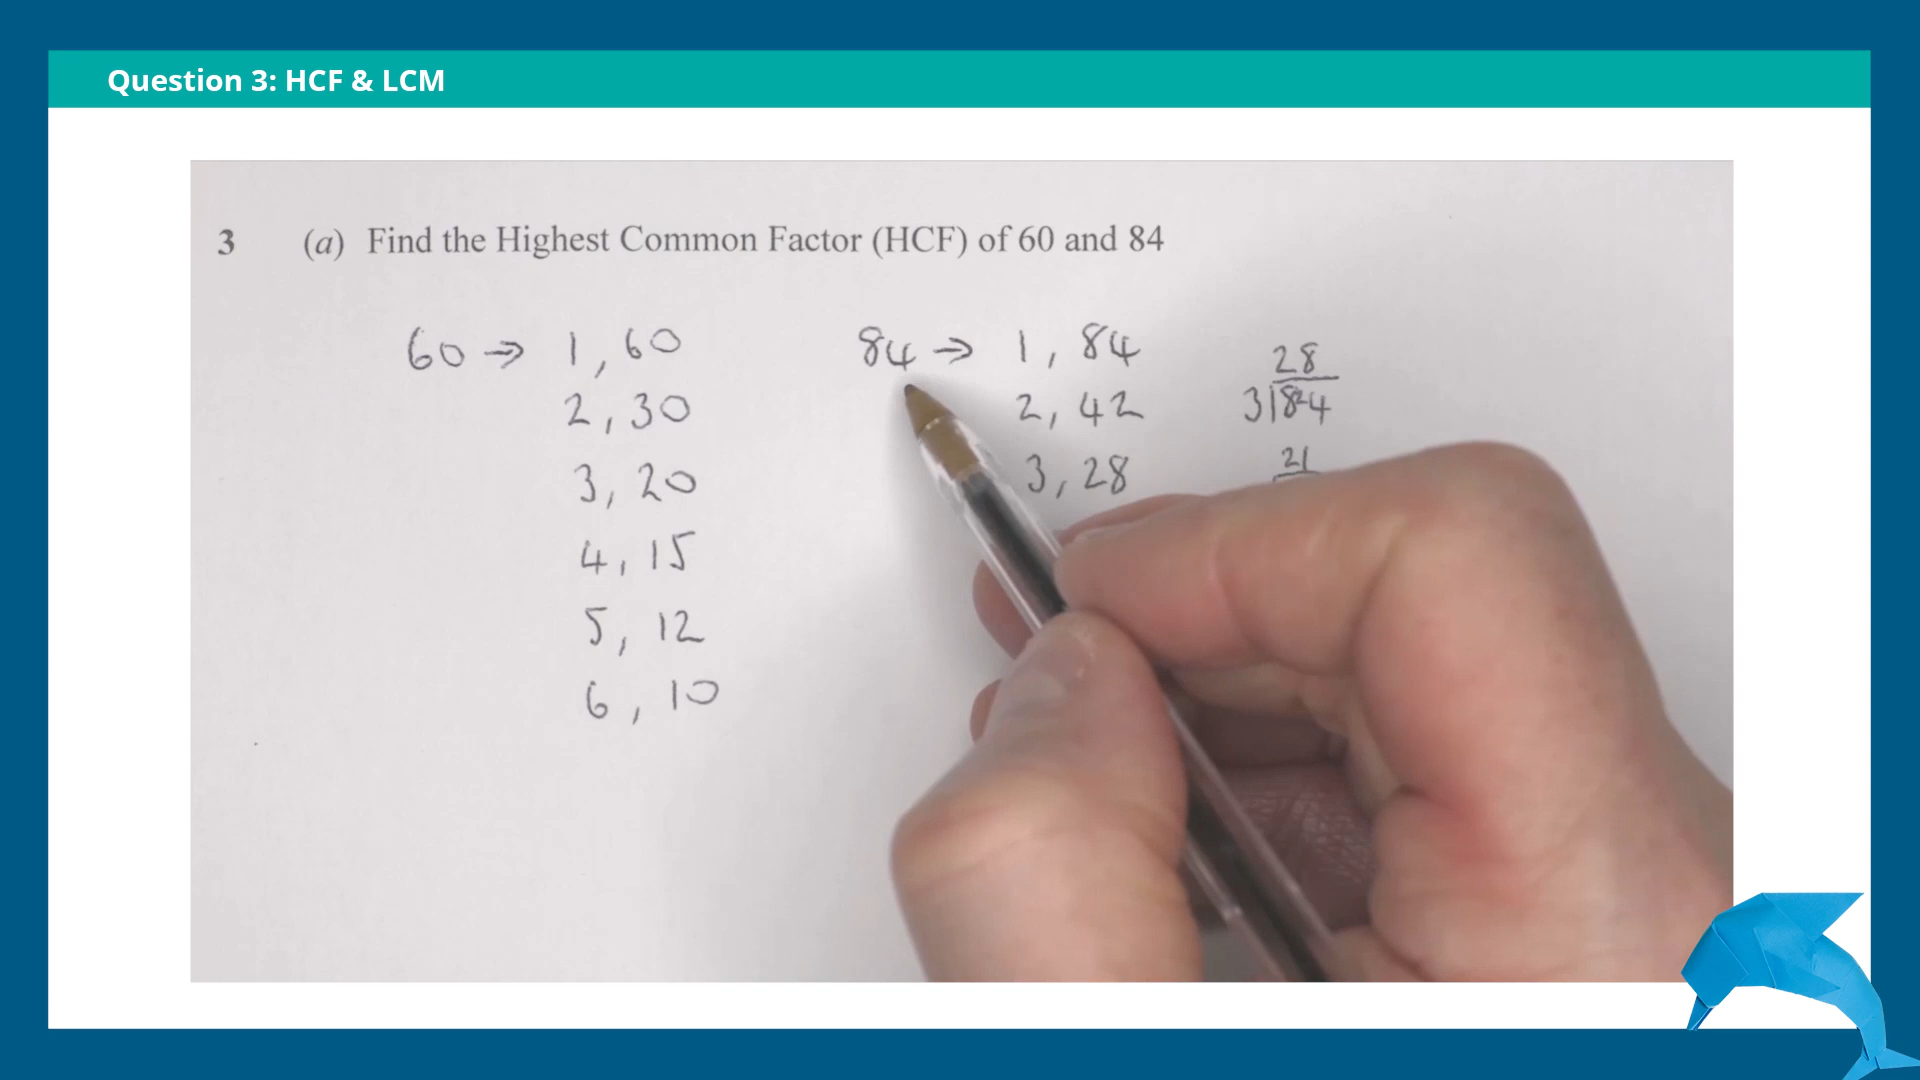 Question 3: HCF & LCM
3 (a) Find the Highest Common Factor (HCF) of 60 and 84
60 → 1, 60
2, 30
3, 20
4, 15
5, 12
6, 10
84 → 1, 84
2, 42
3, 28
28
3|8²4
21